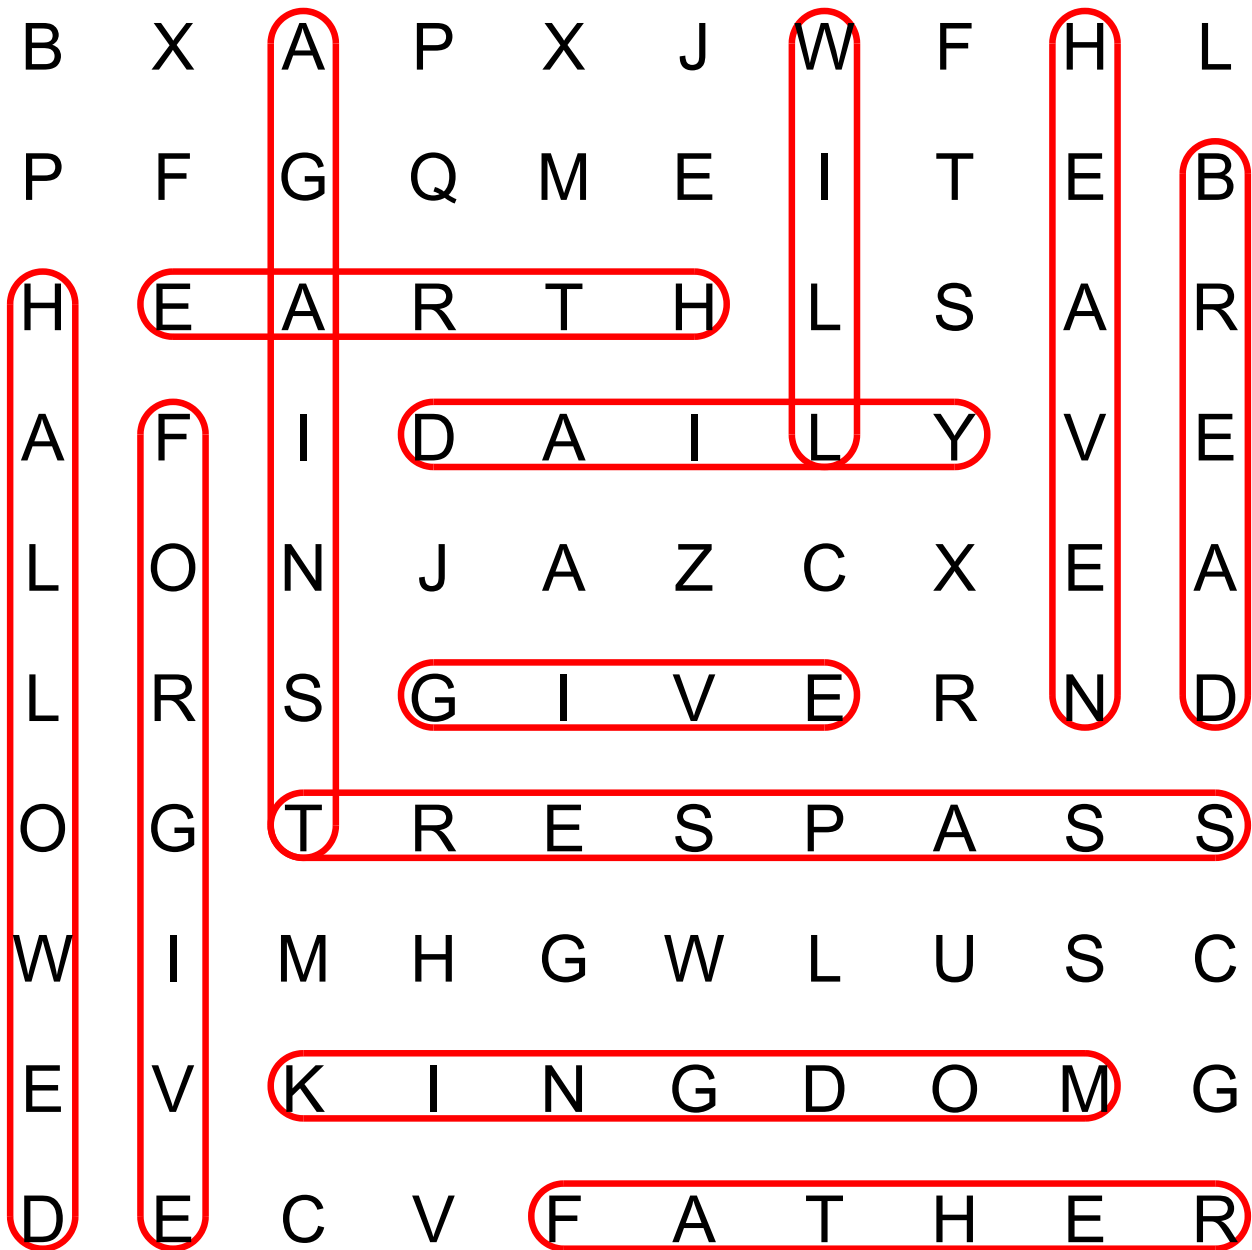 B X A P X J W F H L
P F G Q M E I T E B
H E A R T H L S A R
A F I D A I L Y V E
L O N J A Z C X E A
L R S G I V E R N D
O G T R E S P A S S
W I M H G W L U S C
E V K I N G D O M G
D E C V F A T H E R